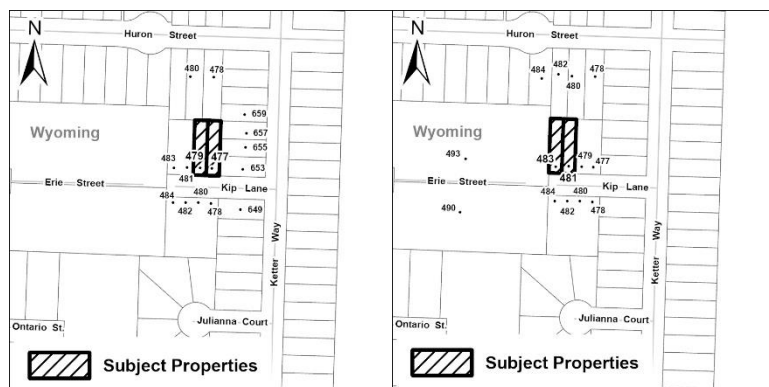 N
Huron Street
480 478
659
657
655
653
Wyoming
483 479 477
481
Erie Street
Kip Lane
484 480
482 478 649
Ketter Way
Julianna Court
Ontario St.
Subject Properties
N
Huron Street
482
484 478
480
Wyoming
493
483 479 477
481
Erie Street
Kip Lane
484 480
482 478
490
Ketter Way
Julianna Court
Ontario St.
Subject Properties